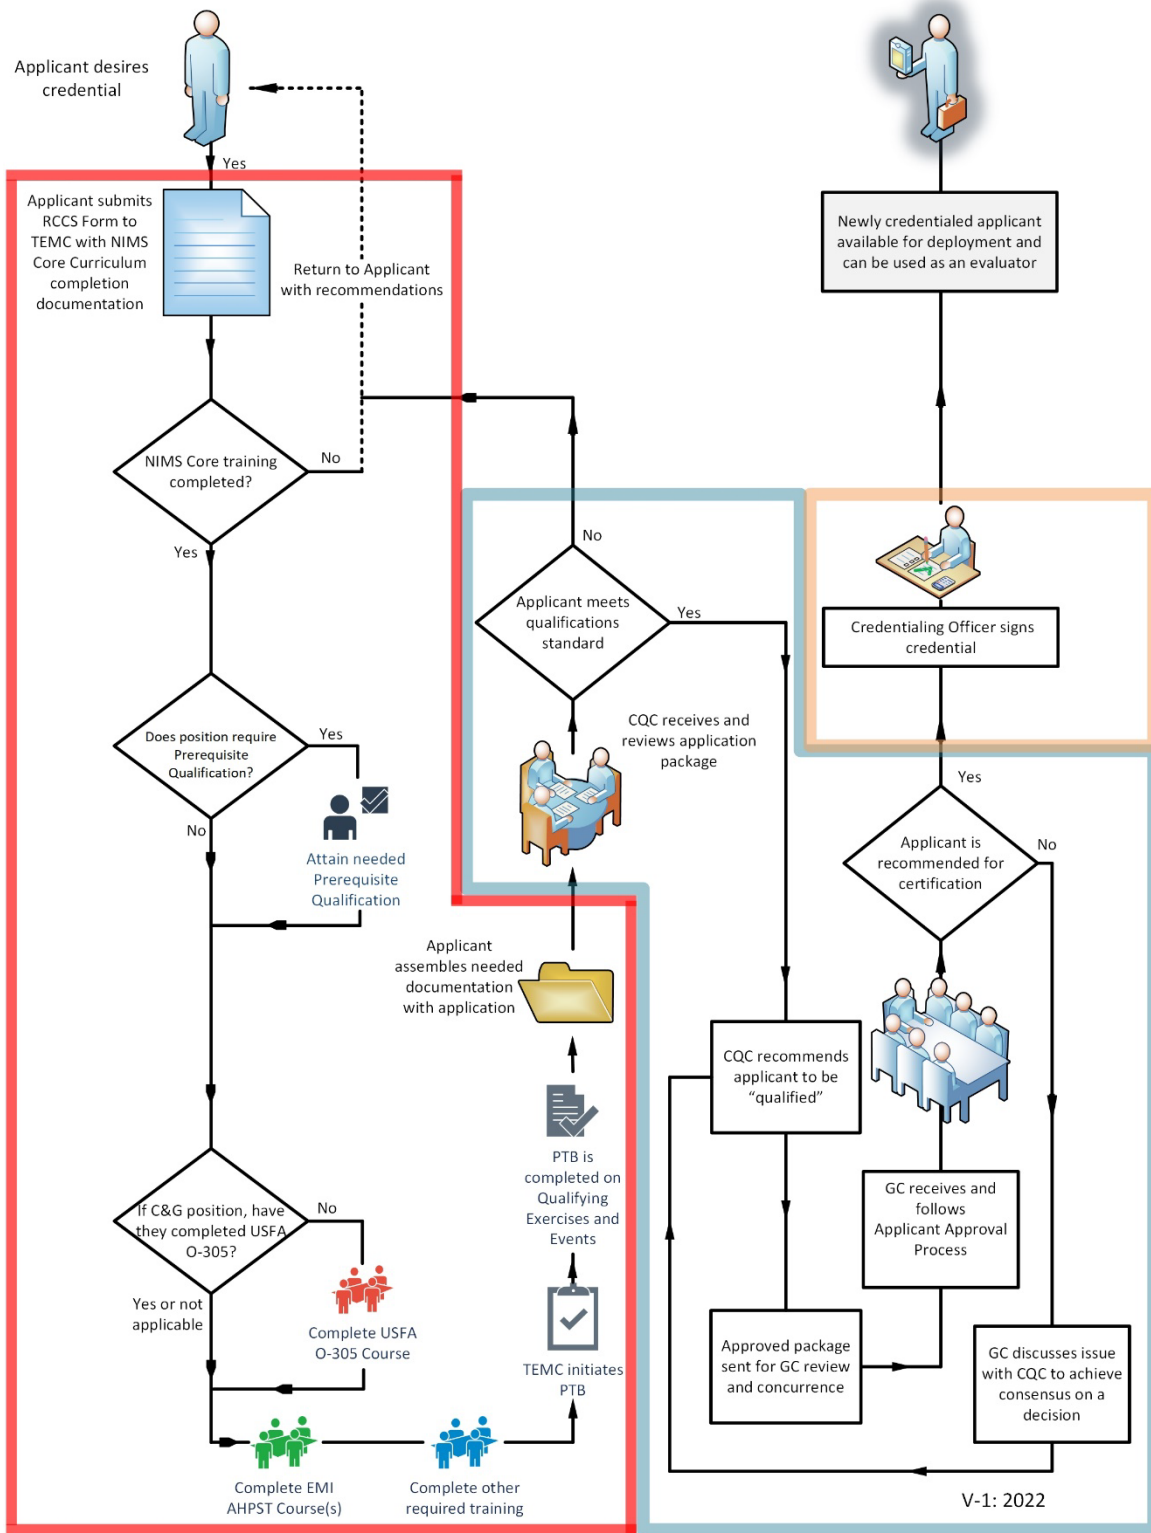 Applicant desires
credential
Yes
Applicant submits
RCCS Form to
TEMC with NIMS
Core Curriculum
completion
documentation
Return to Applicant
with recommendations
NIMS Core training
completed?
No
Yes
Does position require
Prerequisite
Qualification?
Yes
No
Attain needed
Prerequisite
Qualification
If C&G position, have
they completed USFA
O-305?
No
Yes or not
applicable
Complete USFA
O-305 Course
Complete EMI
AHPST Course(s)
Complete other
required training
TEMC initiates
PTB
PTB is
completed on
Qualifying
Exercises and
Events
Applicant
assembles needed
documentation
with application
CQC receives and
reviews application
package
Applicant meets
qualifications
standard
No
Yes
CQC recommends
applicant to be
“qualified”
Approved package
sent for GC review
and concurrence
GC receives and
follows
Applicant Approval
Process
Applicant is
recommended for
certification
No
Yes
GC discusses issue
with CQC to achieve
consensus on a
decision
Credentialing Officer signs
credential
Newly credentialed applicant
available for deployment and
can be used as an evaluator
V-1: 2022